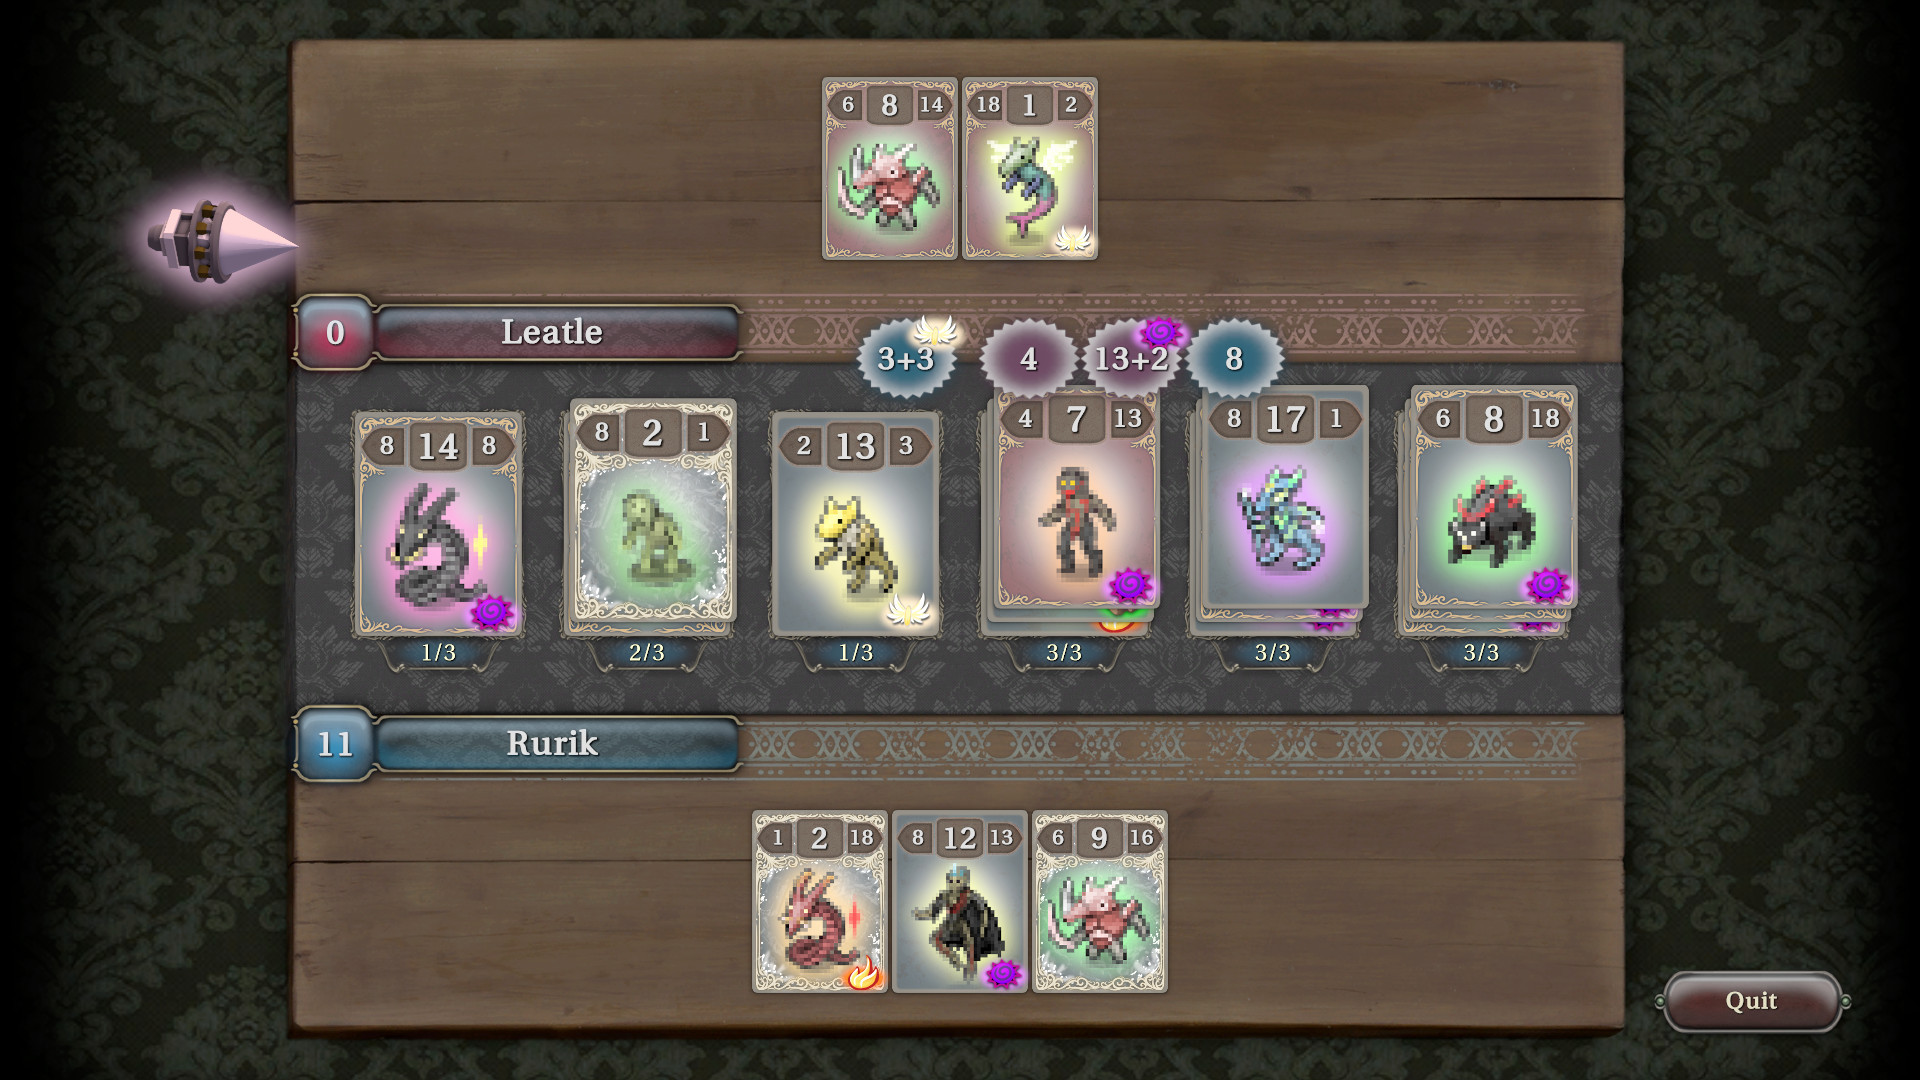 6 8 14 18 1 2
0 Leatle
3+3 4 13+2 8
8 14 8 8 2 1 2 13 3 4 7 13 8 17 1 6 8 18
1/3 2/3 1/3 3/3 3/3 3/3
11 Rurik
1 2 18 8 12 13 6 9 16
Quit